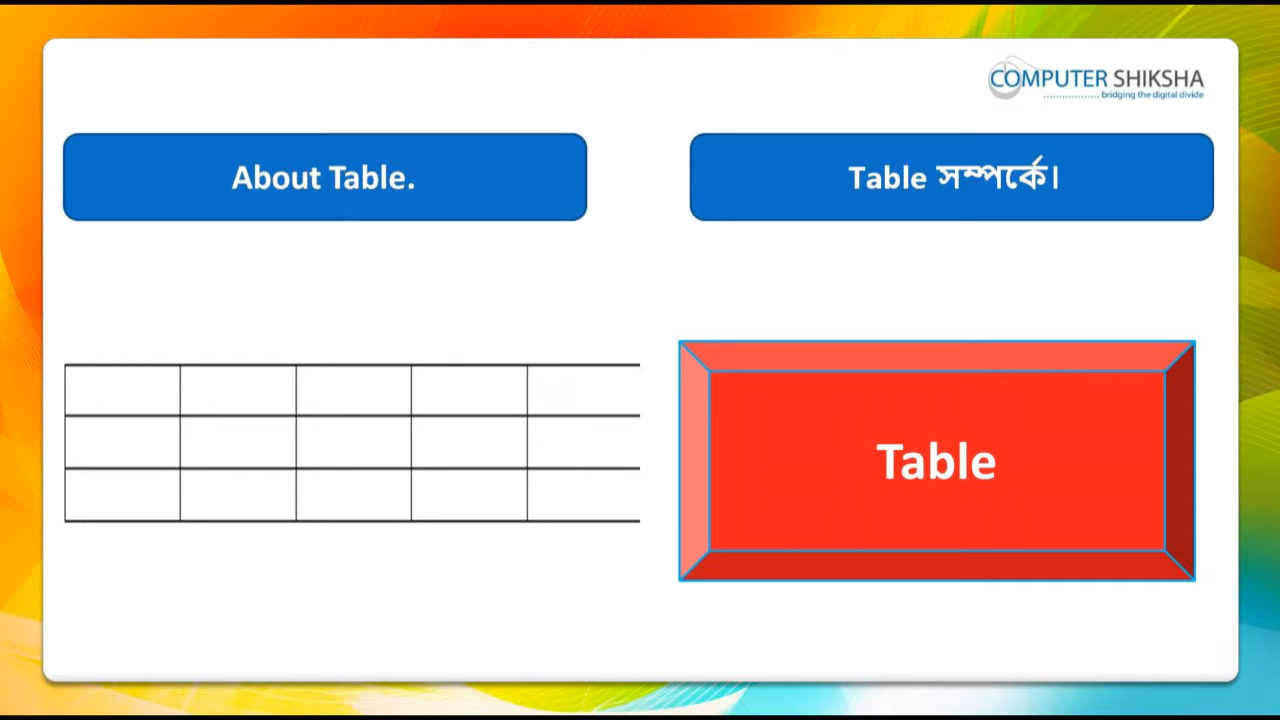 COMPUTER SHIKSHA
bridging the digital divide
About Table.
Table সম্পর্কে।
Table